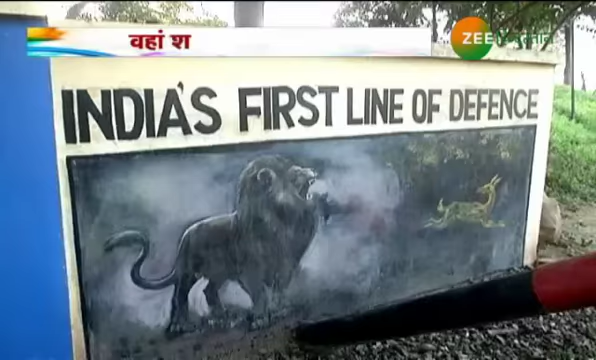 वहां श
ZEE हिन्दुस्तान
INDIA'S FIRST LINE OF DEFENCE